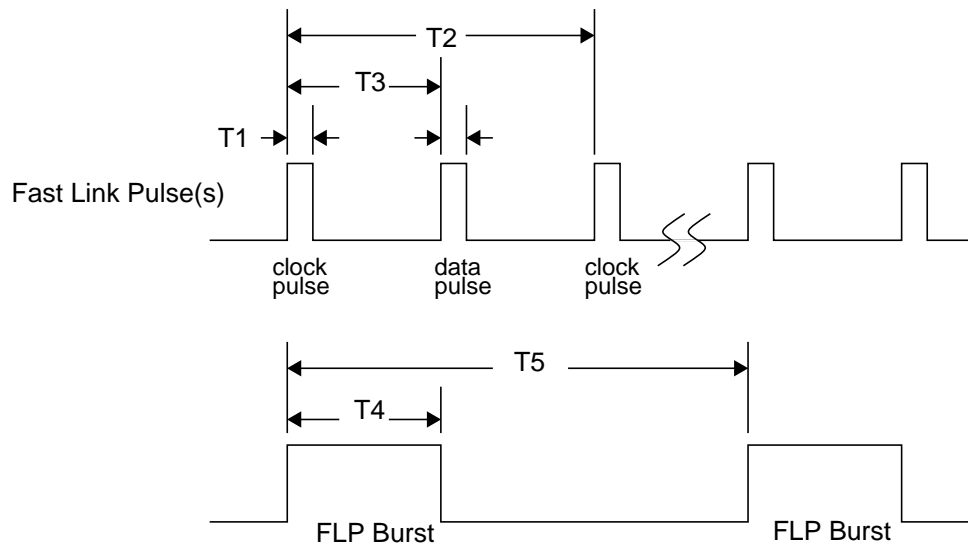 T2
T3
T1
Fast Link Pulse(s)
clock
pulse
data
pulse
clock
pulse
T5
T4
FLP Burst
FLP Burst